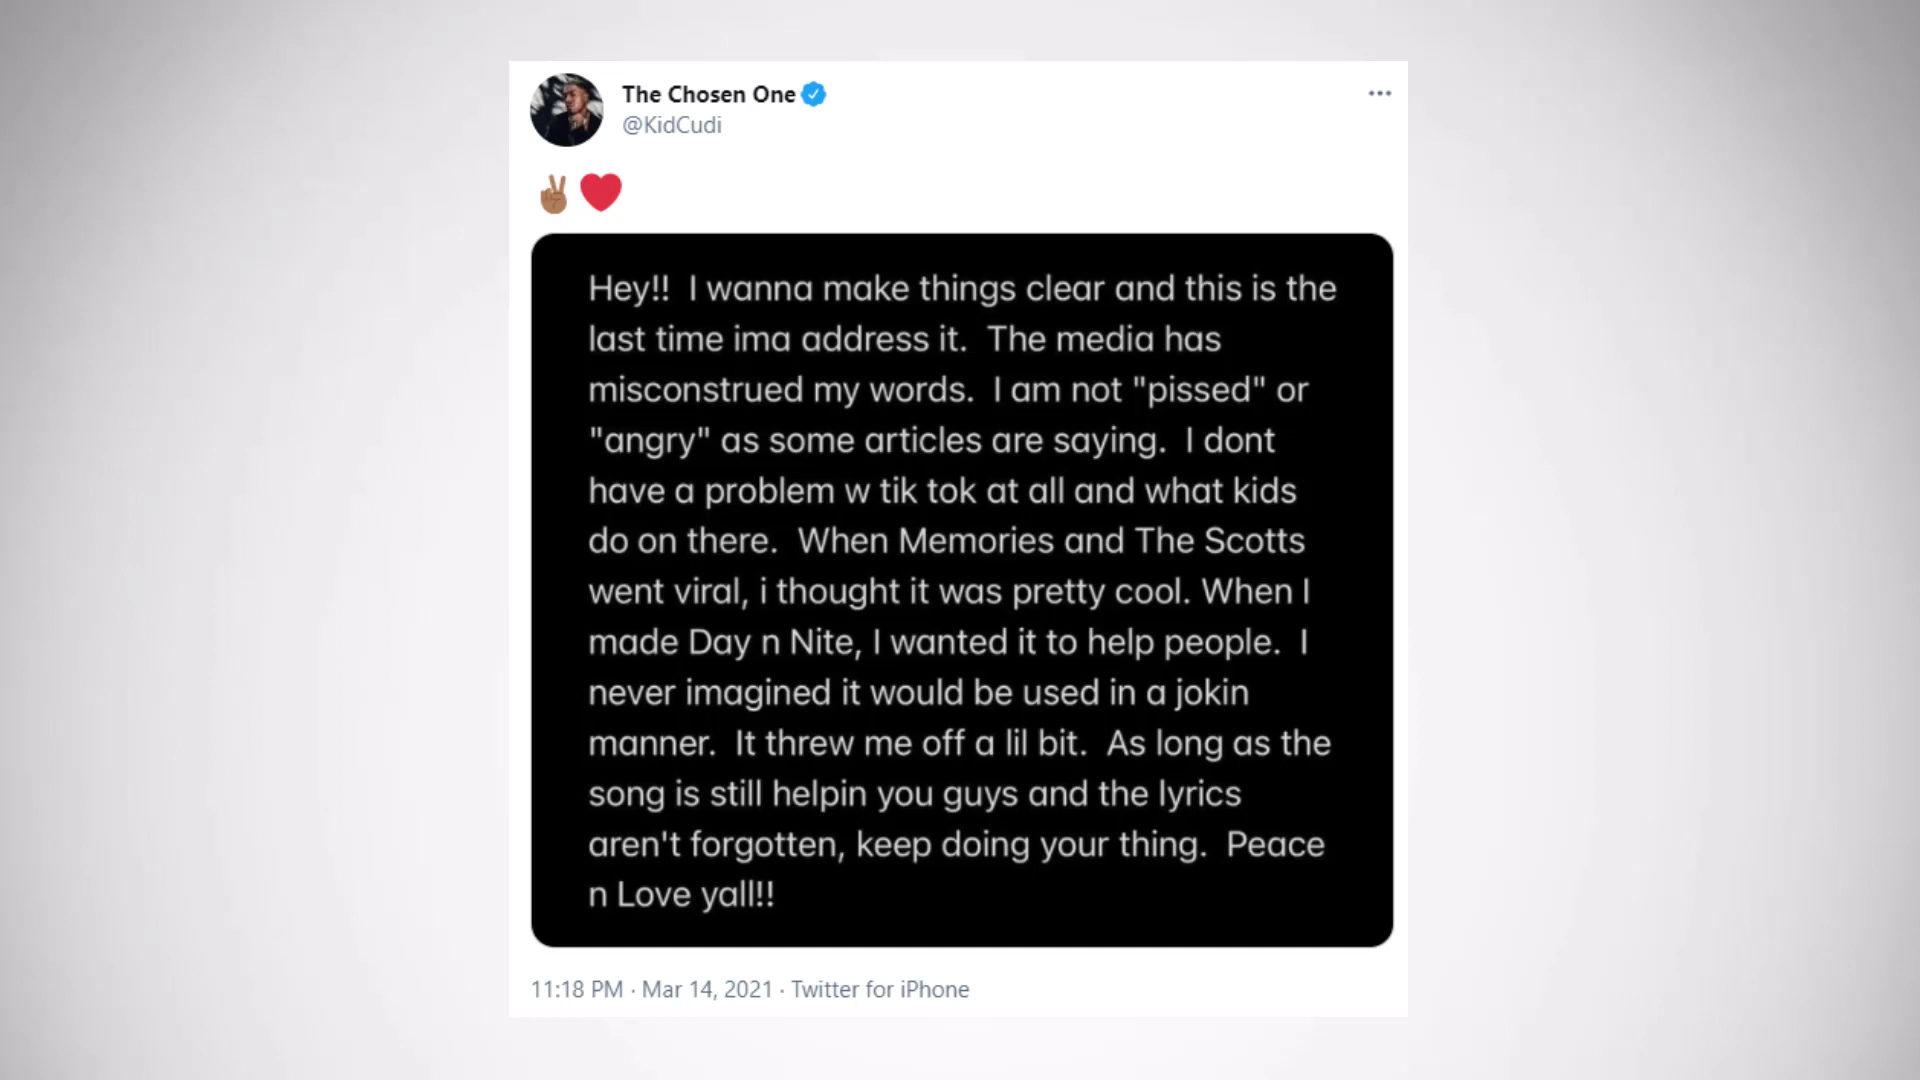 The Chosen One
@KidCudi
✌🏾❤️
Hey!!  I wanna make things clear and this is the
last time ima address it.  The media has
misconstrued my words.  I am not "pissed" or
"angry" as some articles are saying.  I dont
have a problem w tik tok at all and what kids
do on there.  When Memories and The Scotts
went viral, i thought it was pretty cool. When I
made Day n Nite, I wanted it to help people.  I
never imagined it would be used in a jokin
manner.  It threw me off a lil bit.  As long as the
song is still helpin you guys and the lyrics
aren't forgotten, keep doing your thing.  Peace
n Love yall!!
11:18 PM · Mar 14, 2021 · Twitter for iPhone